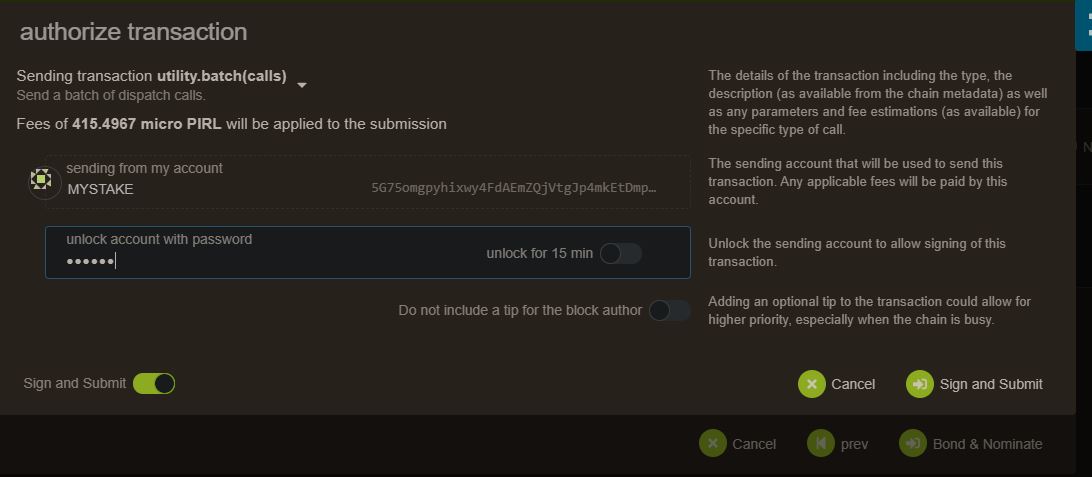 authorize transaction
Sending transaction utility.batch(calls)
Send a batch of dispatch calls.
Fees of 415.4967 micro PIRL will be applied to the submission
The details of the transaction including the type, the
description (as available from the chain metadata) as well
as any parameters and fee estimations (as available) for
the specific type of call.
sending from my account
MYSTAKE
5G75omgpyhixwy4FdAEmZQjVtgJp4mkEtDmp…
The sending account that will be used to send this
transaction. Any applicable fees will be paid by this
account.
unlock account with password
••••••
unlock for 15 min
Unlock the sending account to allow signing of this
transaction.
Do not include a tip for the block author
Adding an optional tip to the transaction could allow for
higher priority, especially when the chain is busy.
Sign and Submit
Cancel
Sign and Submit
Cancel
prev
Bond & Nominate